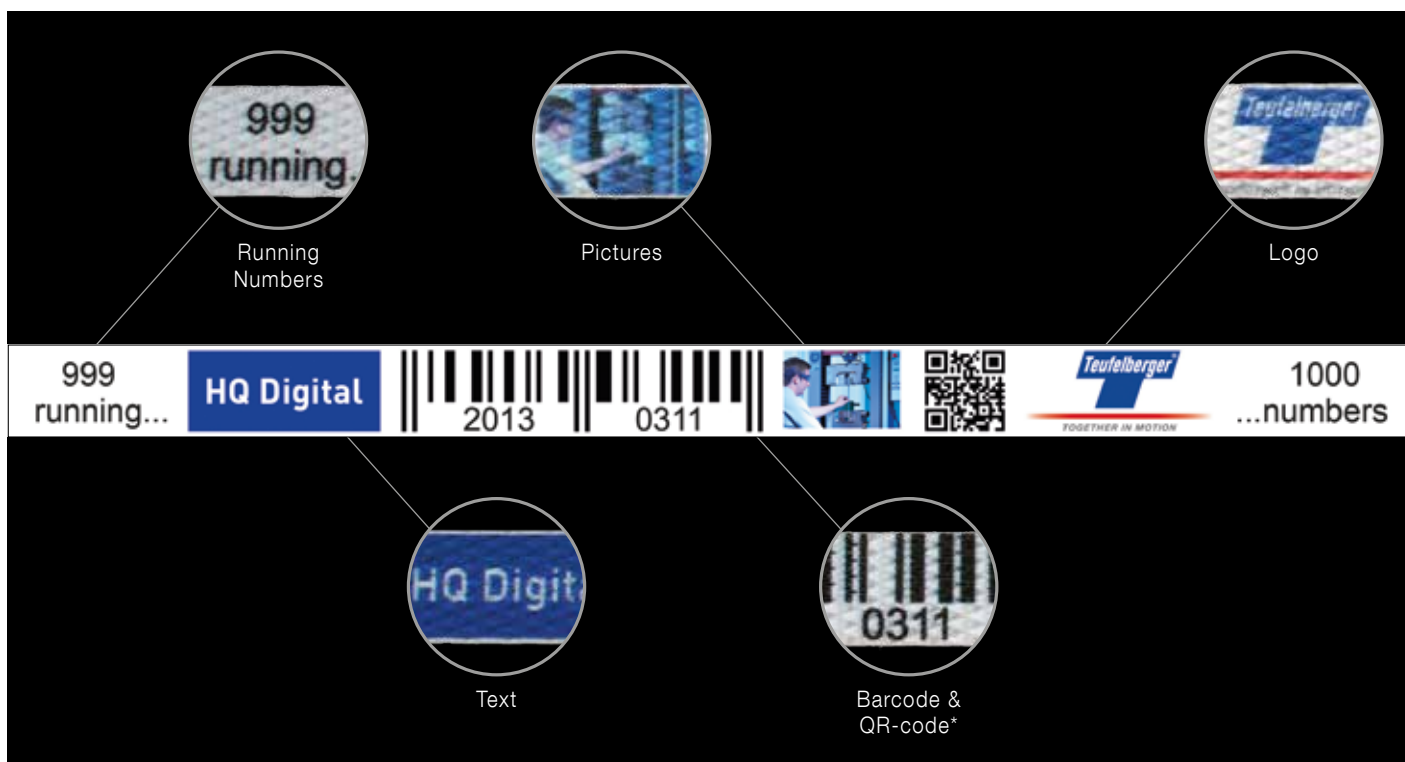 999
running.
Running
Numbers
Pictures
Teufelberger
Logo
999
running...
HQ Digital
2013
0311
Teufelberger®
TOGETHER IN MOTION
1000
...numbers
HQ Digit
Text
0311
Barcode &
QR-code*